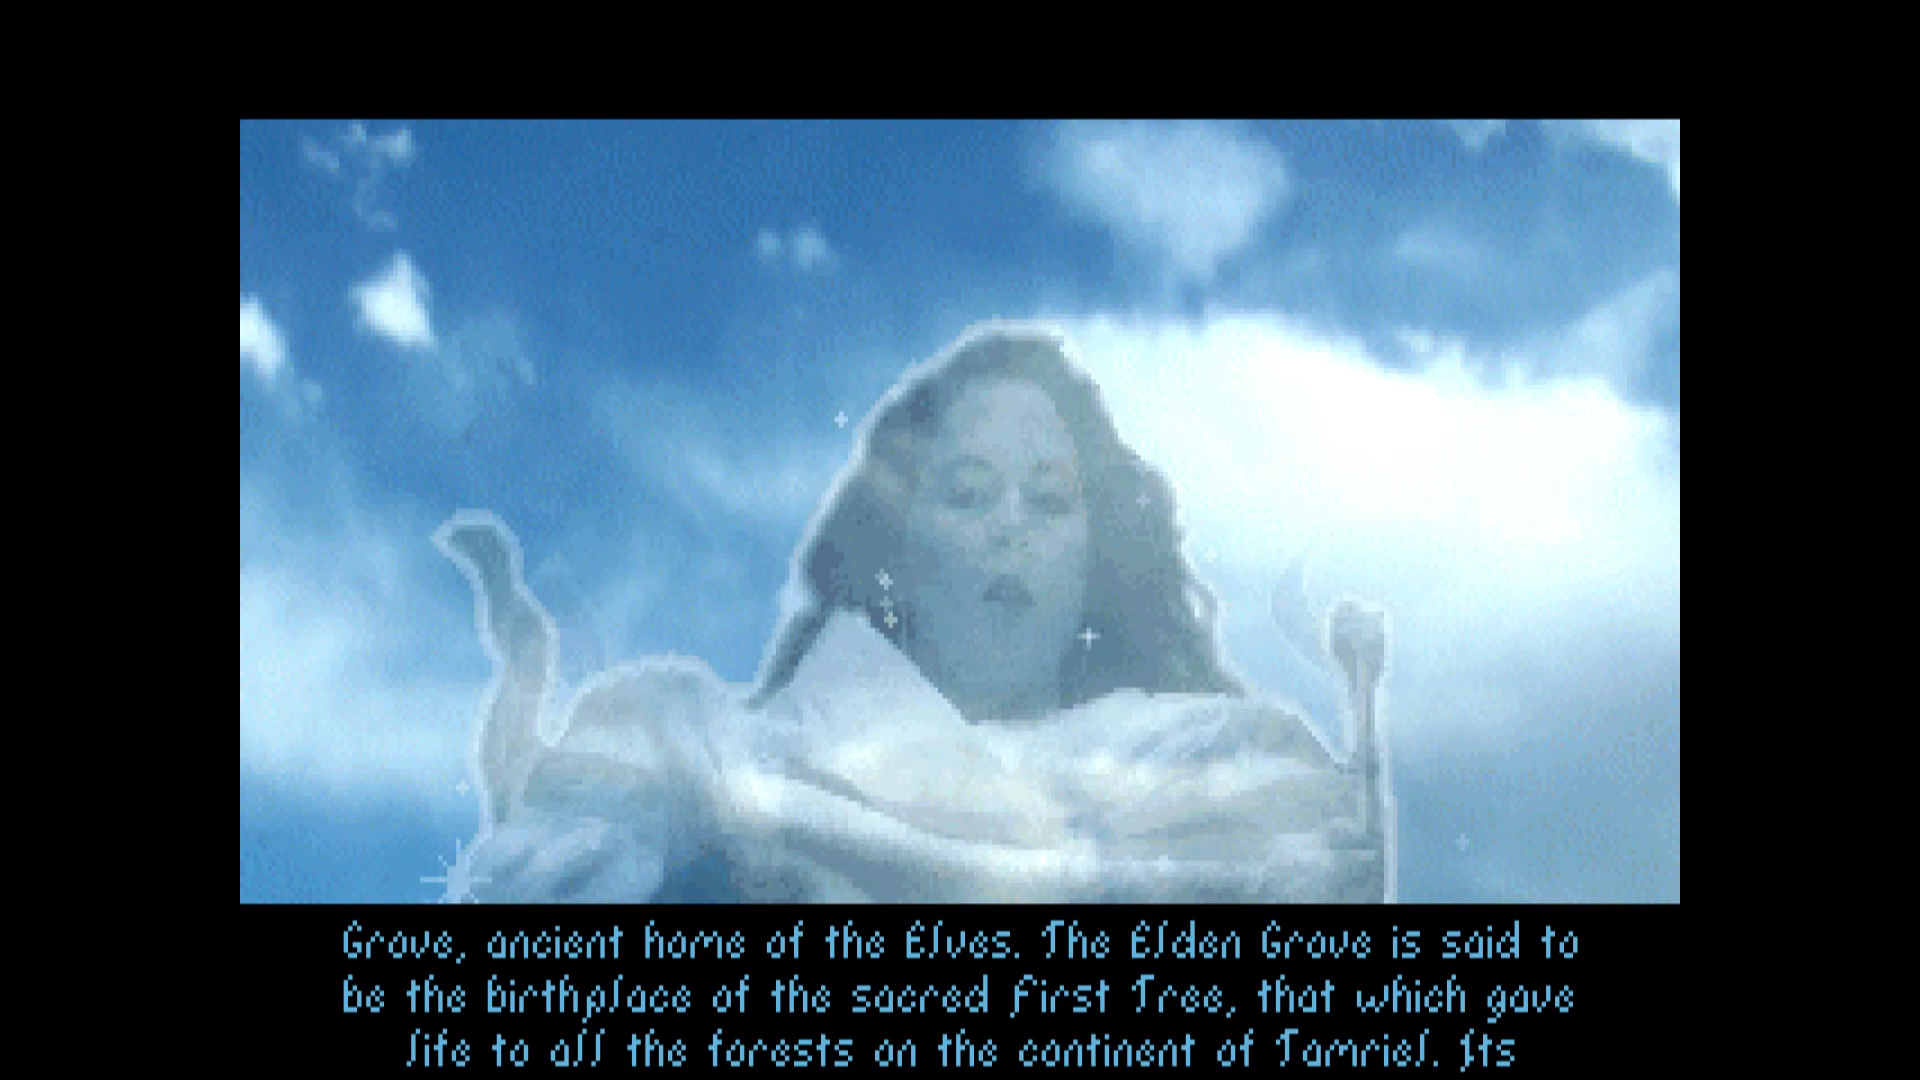 Grove, ancient home of the Elves. The Elden Grove is said to
be the birthplace of the sacred First Tree, that which gave
life to all the forests on the continent of Tamriel. Its